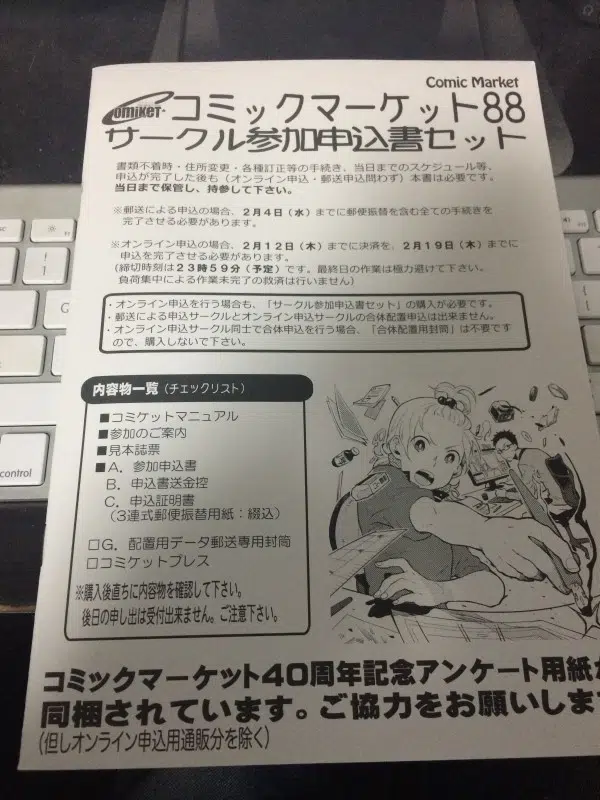 Comic Market
Comiket コミックマーケット88
サークル参加申込書セット
書類不着時・住所変更・各種訂正等の手続き、当日までのスケジュール等、
申込が完了した後も（オンライン申込・郵送申込問わず）本書は必要です。
当日まで保管し、持参して下さい。
※郵送による申込の場合、2月4日（水）までに郵便振替を含む全ての手続きを
完了させる必要があります。
※オンライン申込の場合、2月12日（木）までに決済を、2月19日（木）までに
申込を完了させる必要があります。
（締切時刻は23時59分（予定）です。最終日の作業は極力避けて下さい。
負荷集中による作業未完了の救済は行いません）
・オンライン申込を行う場合も、「サークル参加申込書セット」の購入が必要です。
・郵送による申込サークルとオンライン申込サークルの合体配置申込は出来ません。
・オンライン申込サークル同士で合体申込を行う場合、「合体配置用封筒」は不要ですので、購入しないで下さい。
内容物一覧（チェックリスト）
■コミケットマニュアル
■参加のご案内
■見本誌票
■A．参加申込書
B．申込書送金控
C．申込証明書
（3連式郵便振替用紙：綴込）
□G．配置用データ郵送専用封筒
□コミケットプレス
※購入後直ちに内容物を確認して下さい。
後日の申し出は受付出来ません。ご注意下さい。
コミックマーケット40周年記念アンケート用紙が
同梱されています。ご協力をお願いしま
（但しオンライン申込用通販分を除く）
control